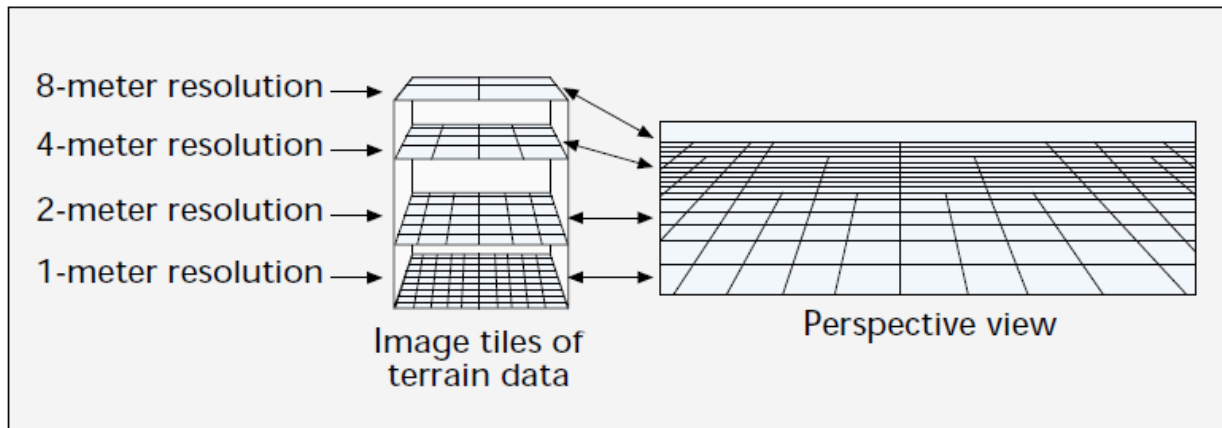 8-meter resolution
4-meter resolution
2-meter resolution
1-meter resolution
Image tiles of
terrain data
Perspective view